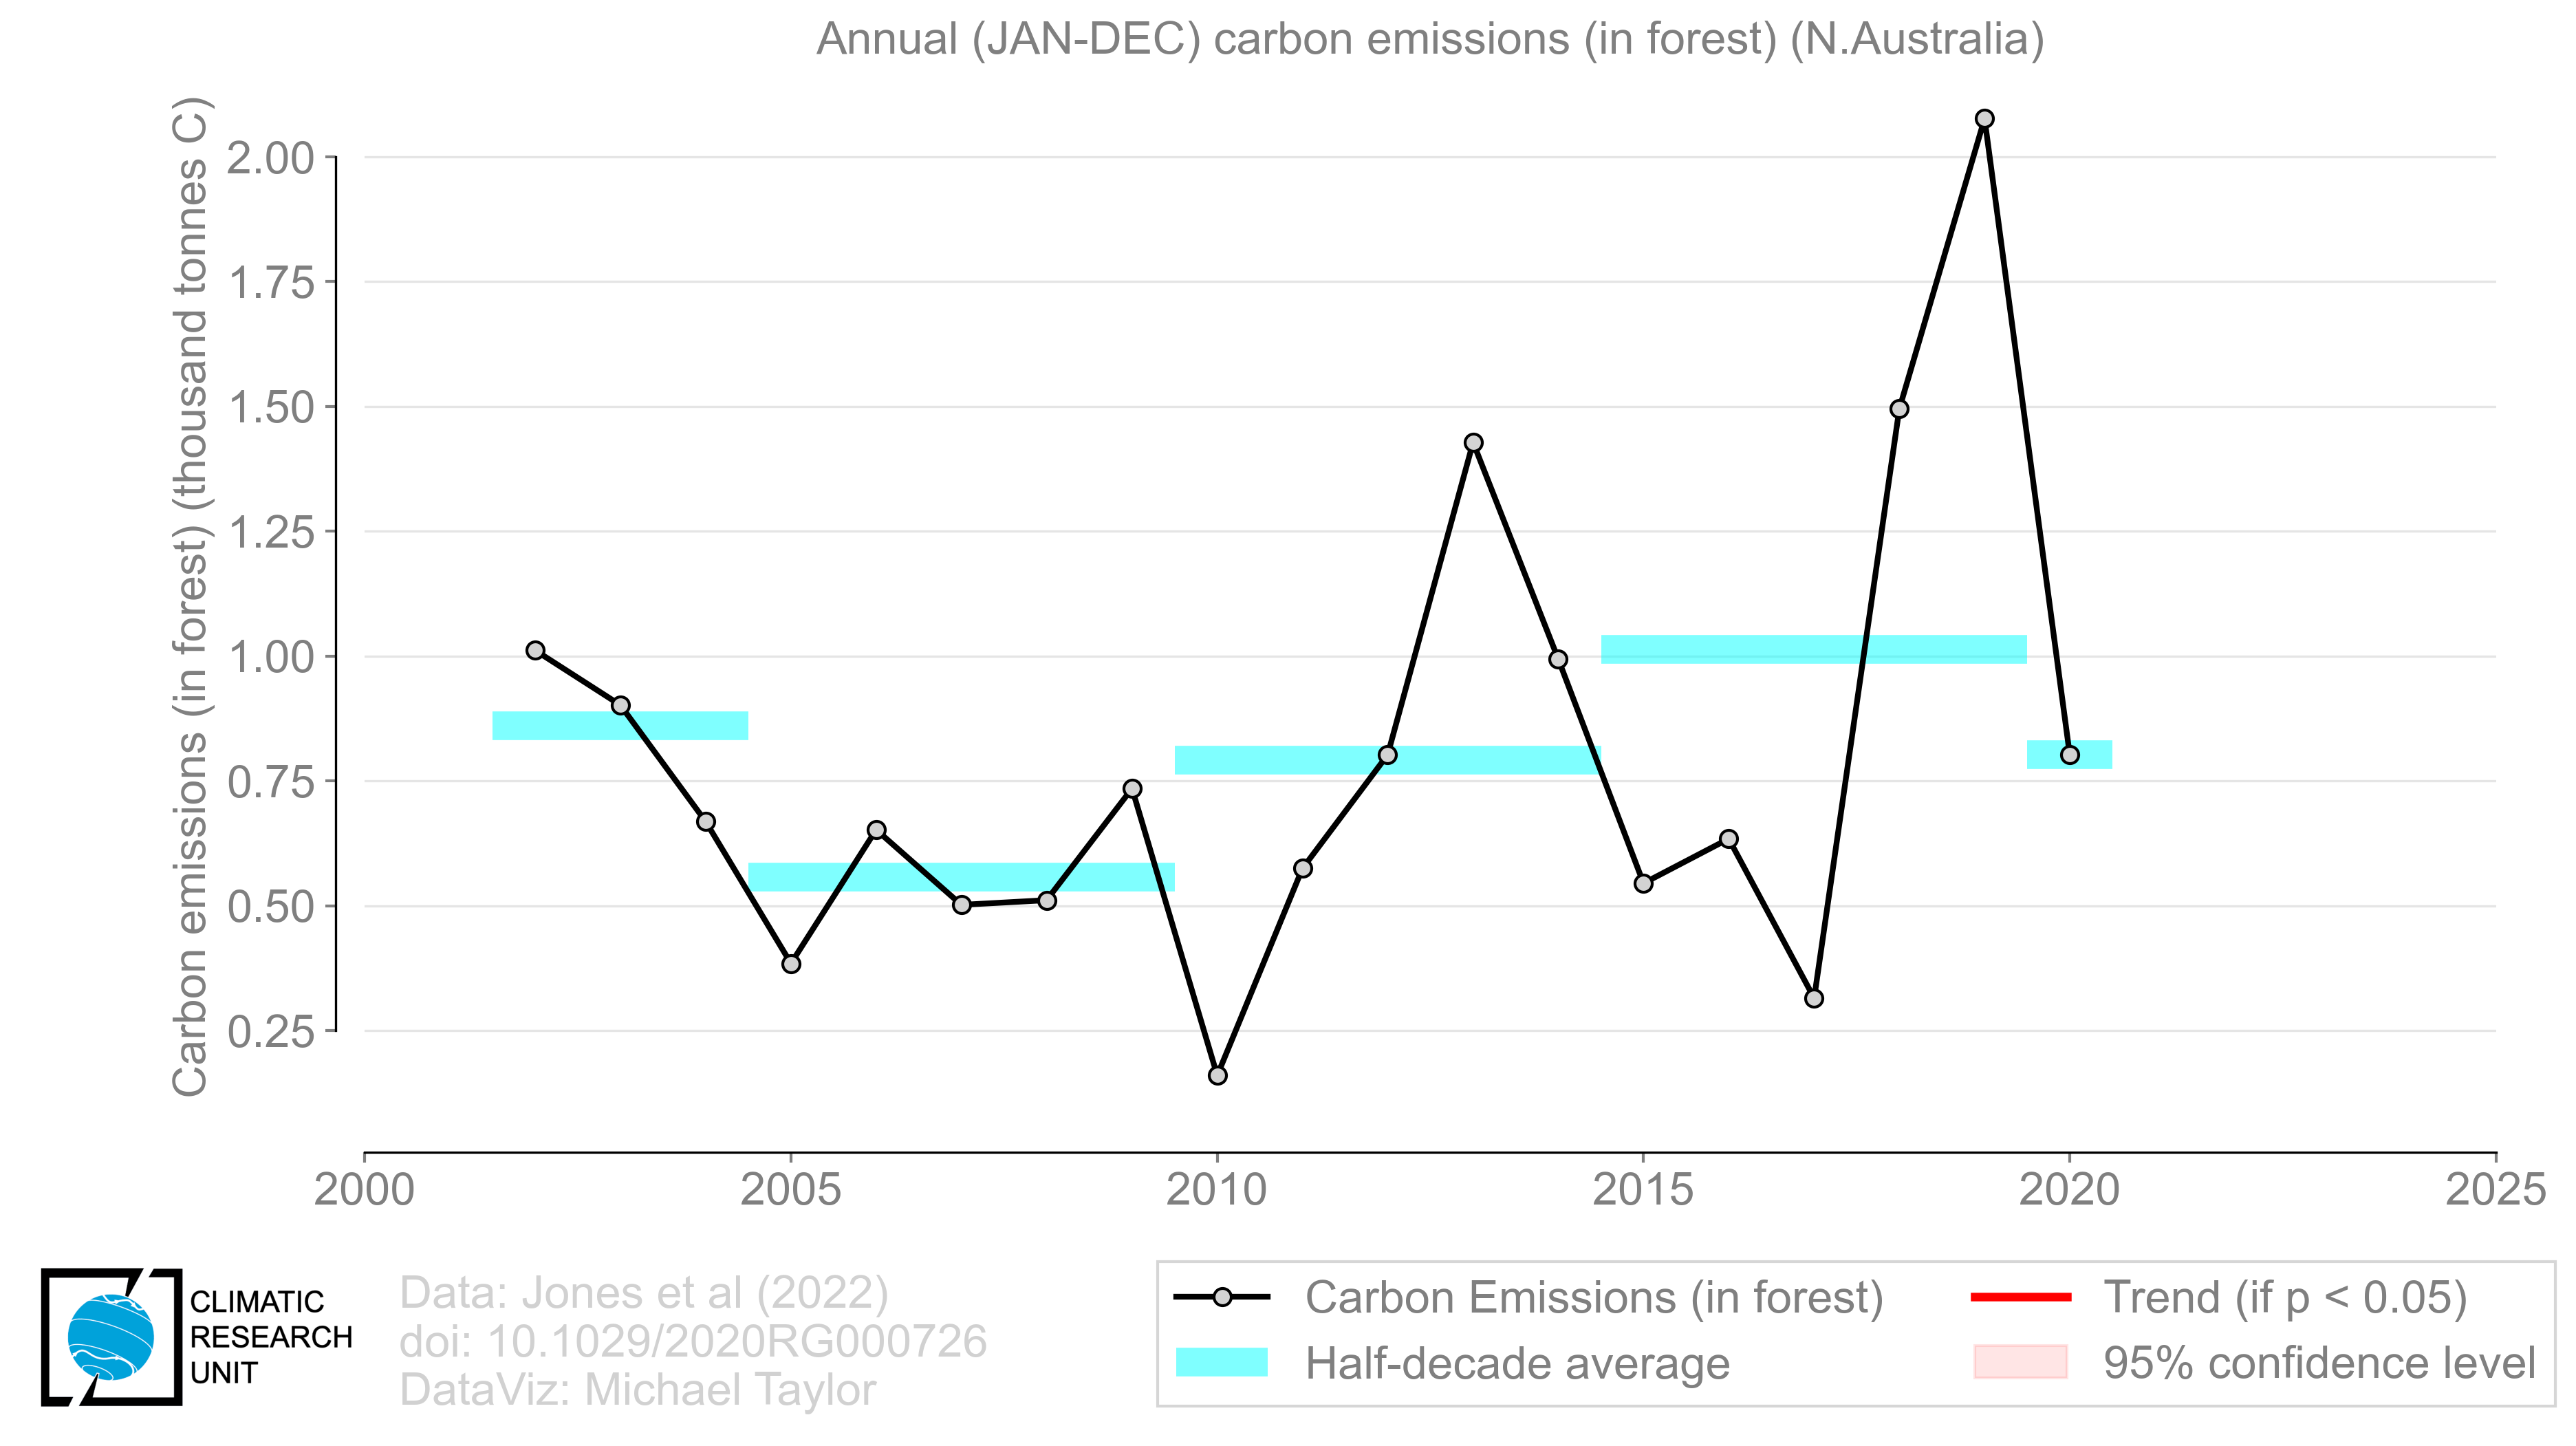 Annual (JAN-DEC) carbon emissions (in forest) (N.Australia)
Carbon emissions (in forest) (thousand tonnes C)
2.00
1.75
1.50
1.25
1.00
0.75
0.50
0.25
2000 2005 2010 2015 2020 2025
CLIMATIC
RESEARCH
UNIT
Data: Jones et al (2022)
doi: 10.1029/2020RG000726
DataViz: Michael Taylor
Carbon Emissions (in forest)
Half-decade average
Trend (if p < 0.05)
95% confidence level